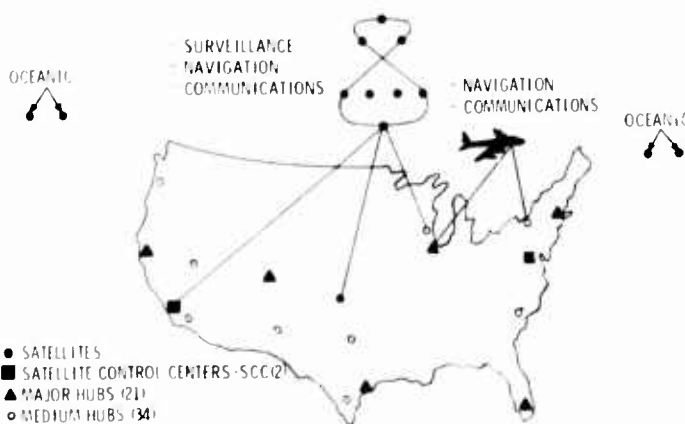 SURVEILLANCE
NAVIGATION
COMMUNICATIONS
OCEANIC
- NAVIGATION
- COMMUNICATIONS
OCEANIC
● SATELLITES
■ SATELLITE CONTROL CENTERS-SCC(2)
▲ MAJOR HUBS (21)
○ MEDIUM HUBS (34)